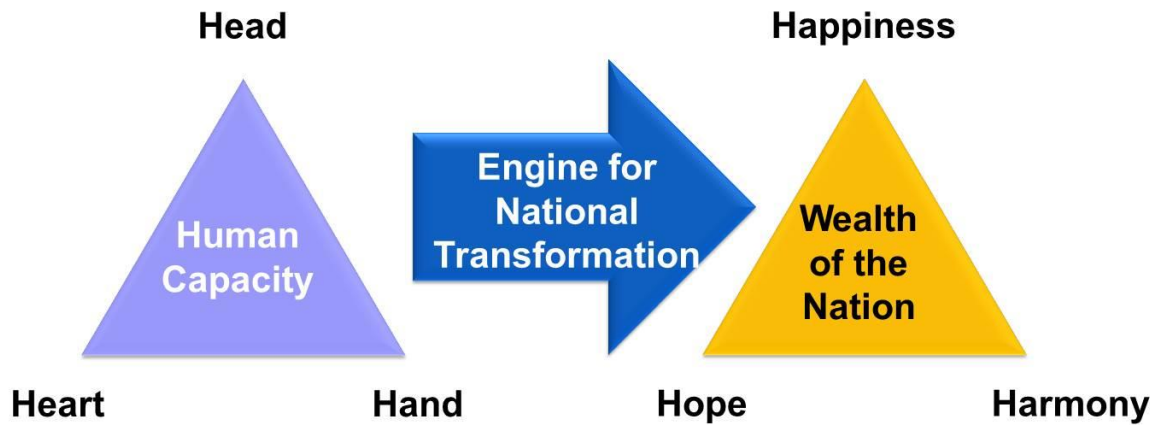 Head
Happiness
Human
Capacity
Engine for
National
Transformation
Wealth
of the
Nation
Heart
Hand
Hope
Harmony